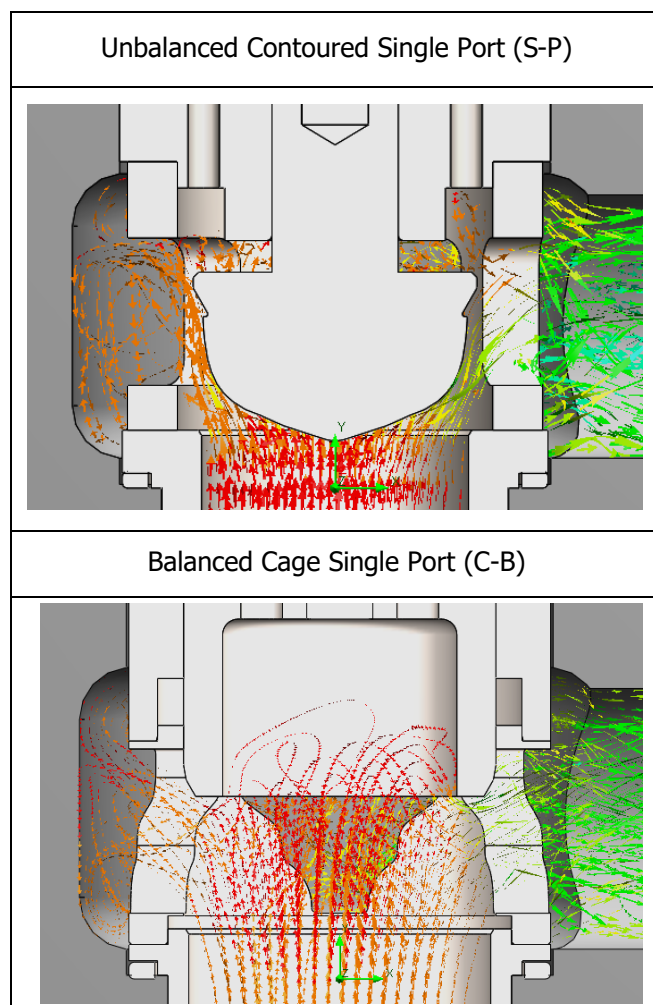 Unbalanced Contoured Single Port (S-P)
Y
Z
X
Balanced Cage Single Port (C-B)
Z
X